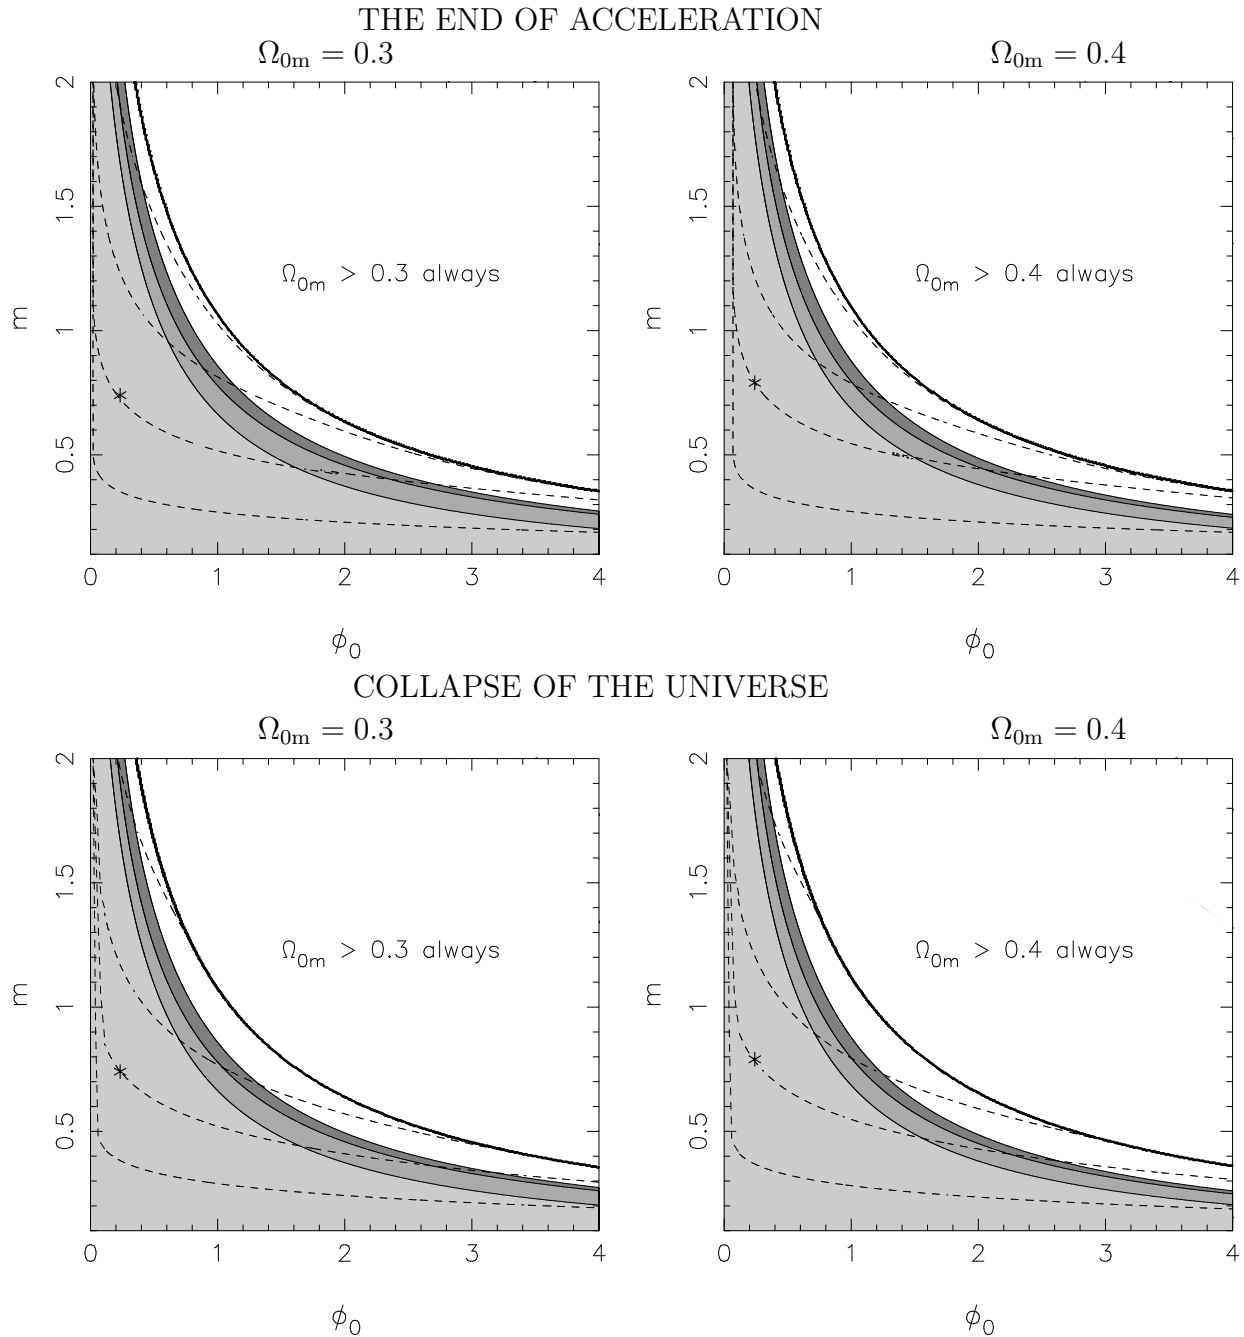 THE END OF ACCELERATION
Ω0m = 0.3
Ω0m = 0.4
2
1.5
1
0.5
m
Ω0m > 0.3 always
0 1 2 3 4
ϕ0
2
1.5
1
0.5
m
Ω0m > 0.4 always
0 1 2 3 4
ϕ0
COLLAPSE OF THE UNIVERSE
Ω0m = 0.3
Ω0m = 0.4
2
1.5
1
0.5
m
Ω0m > 0.3 always
0 1 2 3 4
ϕ0
2
1.5
1
0.5
m
Ω0m > 0.4 always
0 1 2 3 4
ϕ0